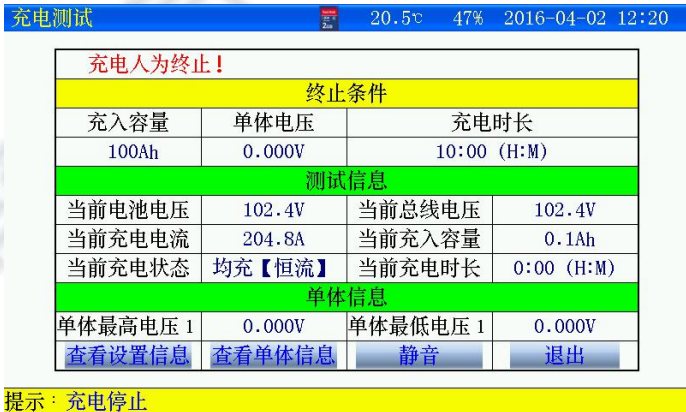 充电测试 20.5℃ 47% 2016-04-02 12:20
充电人为终止!
终止条件
充入容量 单体电压 充电时长
100Ah 0.000V 10:00 (H:M)
测试信息
当前电池电压 102.4V 当前总线电压 102.4V
当前充电电流 204.8A 当前充入容量 0.1Ah
当前充电状态 均充【恒流】 当前充电时长 0:00 (H:M)
单体信息
单体最高电压 1 0.000V 单体最低电压 1 0.000V
查看设置信息 查看单体信息 静音 退出
提示：充电停止